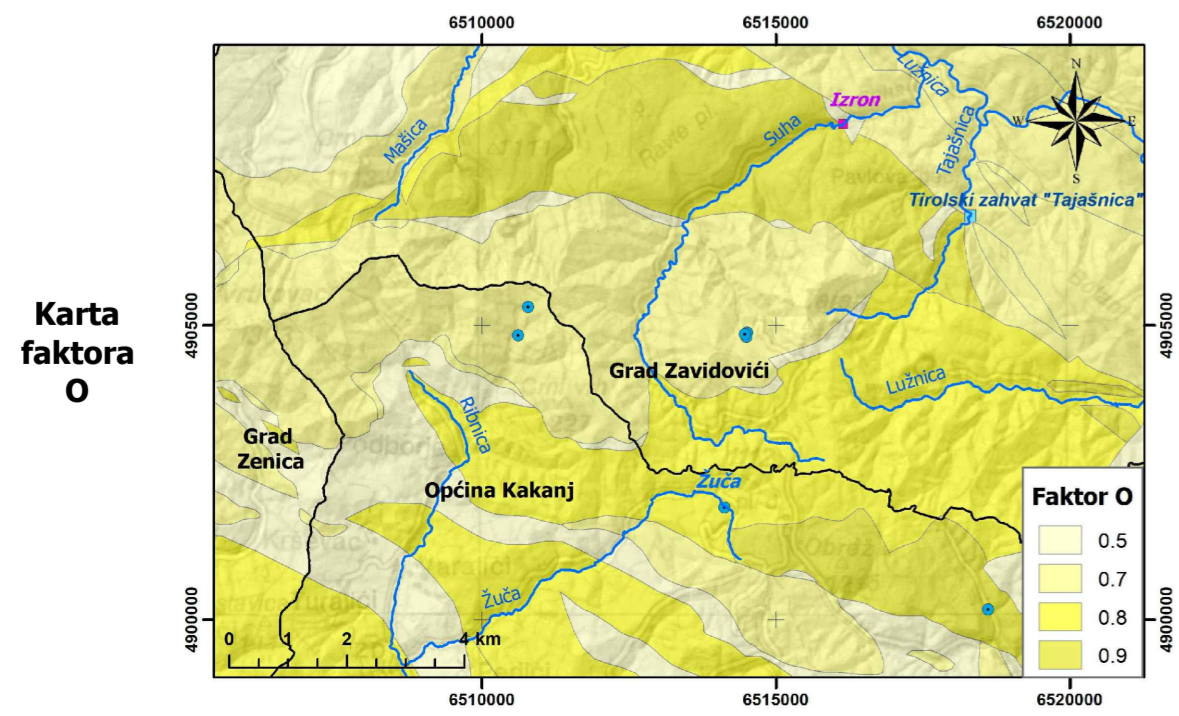 Karta
faktora
O
6510000
6515000
6520000
4905000
4900000
4905000
4900000
6510000
6515000
6520000
N
W
E
S
Lužnica
Izron
Suha
Mašica
Tajašnica
Tirolski zahvat "Tajašnica"
Grad Zavidovići
Lužnica
Ribnica
Grad
Zenica
Općina Kakanj
Žuča
Žuča
0 1 2 4 km
Faktor O
0.5
0.7
0.8
0.9